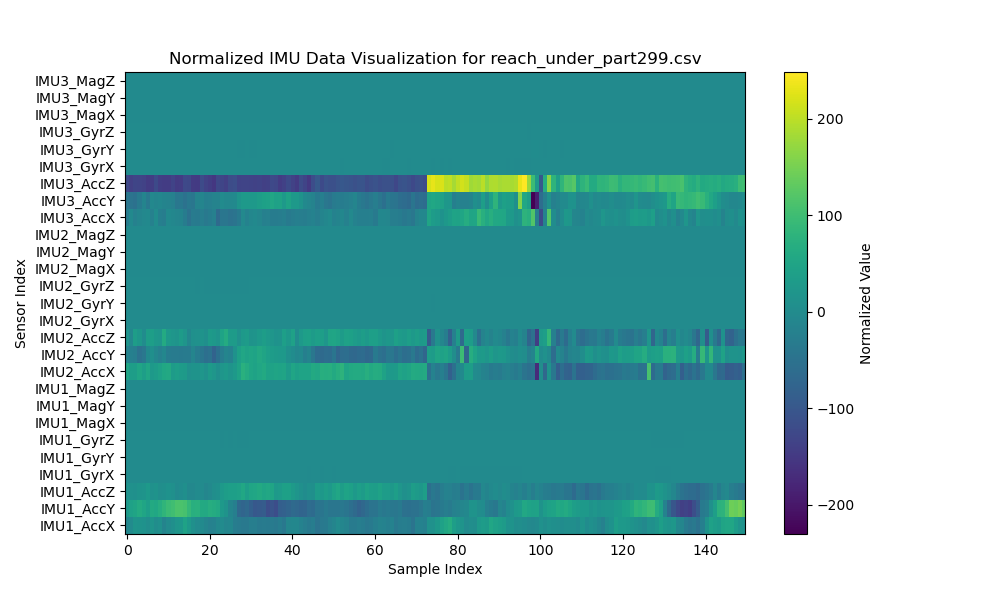 Normalized IMU Data Visualization for reach_under_part299.csv
IMU3_MagZ
IMU3_MagY
IMU3_MagX
IMU3_GyrZ
IMU3_GyrY
IMU3_GyrX
IMU3_AccZ
IMU3_AccY
IMU3_AccX
IMU2_MagZ
IMU2_MagY
IMU2_MagX
IMU2_GyrZ
IMU2_GyrY
IMU2_GyrX
IMU2_AccZ
IMU2_AccY
IMU2_AccX
IMU1_MagZ
IMU1_MagY
IMU1_MagX
IMU1_GyrZ
IMU1_GyrY
IMU1_GyrX
IMU1_AccZ
IMU1_AccY
IMU1_AccX
Sensor Index
0 20 40 60 80 100 120 140
Sample Index
200
100
0
−100
−200
Normalized Value